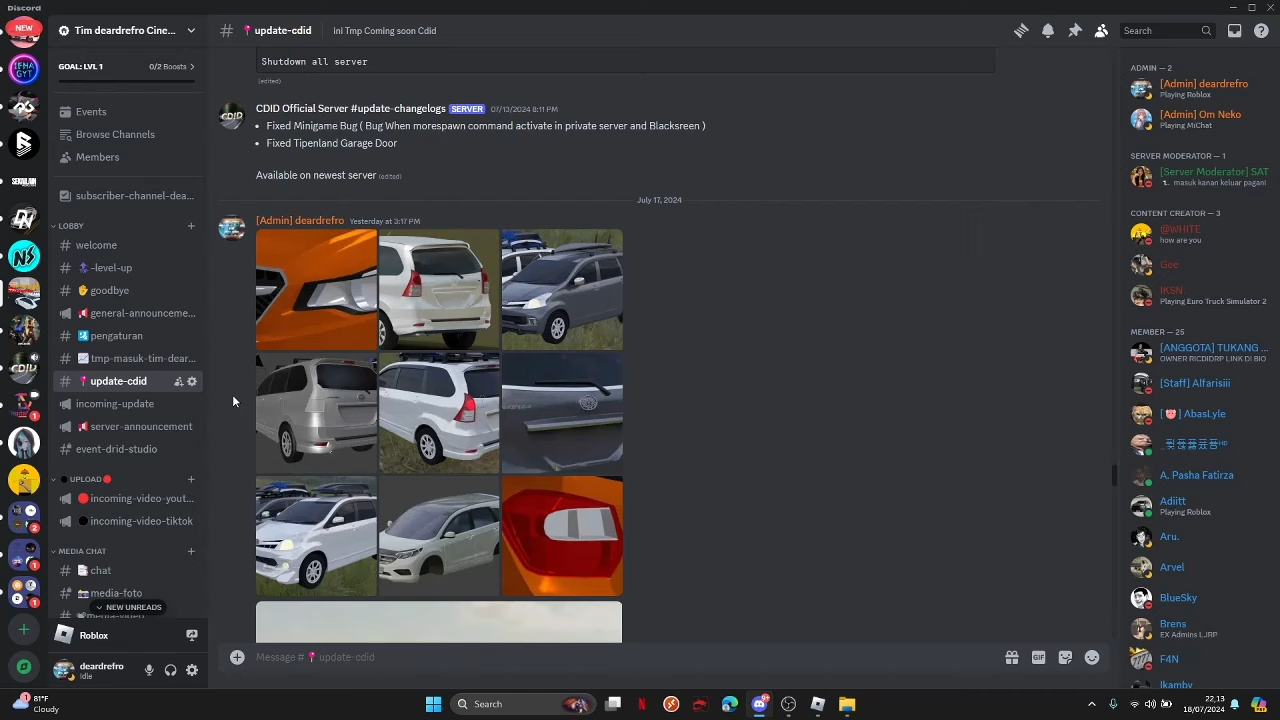 Discord
NEW
Tim deardrefro Cine...
# update-cdid
Ini Tmp Coming soon Cdid
Search
GOAL: LVL 1
0/2 Boosts >
Events
Browse Channels
Members
subscriber-channel-dea...
LOBBY
welcome
-level-up
goodbye
general-announceme...
pengaturan
tmp-masuk-tim-dear...
update-cdid
incoming-update
server-announcement
event-drid-studio
UPLOAD
incoming-video-yout...
incoming-video-tiktok
MEDIA CHAT
chat
media-foto
NEW UNREADS
Roblox
deardrefro
Idle
Shutdown all server
(edited)
CDID Official Server #update-changelogs SERVER 07/13/2024 8:11 PM
• Fixed Minigame Bug ( Bug When morespawn command activate in private server and Blacksreen )
• Fixed Tipenland Garage Door
Available on newest server (edited)
July 17, 2024
[Admin] deardrefro Yesterday at 3:17 PM
Message # update-cdid
GIF
ADMIN — 2
[Admin] deardrefro
Playing Roblox
[Admin] Om Neko
Playing MiChat
SERVER MODERATOR — 1
[Server Moderator] SAT
masuk kanan keluar pagani
CONTENT CREATOR — 3
@WHITE
how are you
Gee
IKSN.
Playing Euro Truck Simulator 2
MEMBER — 25
[ANGGOTA] TUKANG ...
OWNER RICDIDRP LINK DI BIO
[Staff] Alfarisiii
AbasLyle
A. Pasha Fatirza
Adiitt
Playing Roblox
Aru.
Arvel
BlueSky
Brens
EX Admins LJRP
F4N
Ikamby
81°F
Cloudy
Search
22,13
18/07/2024